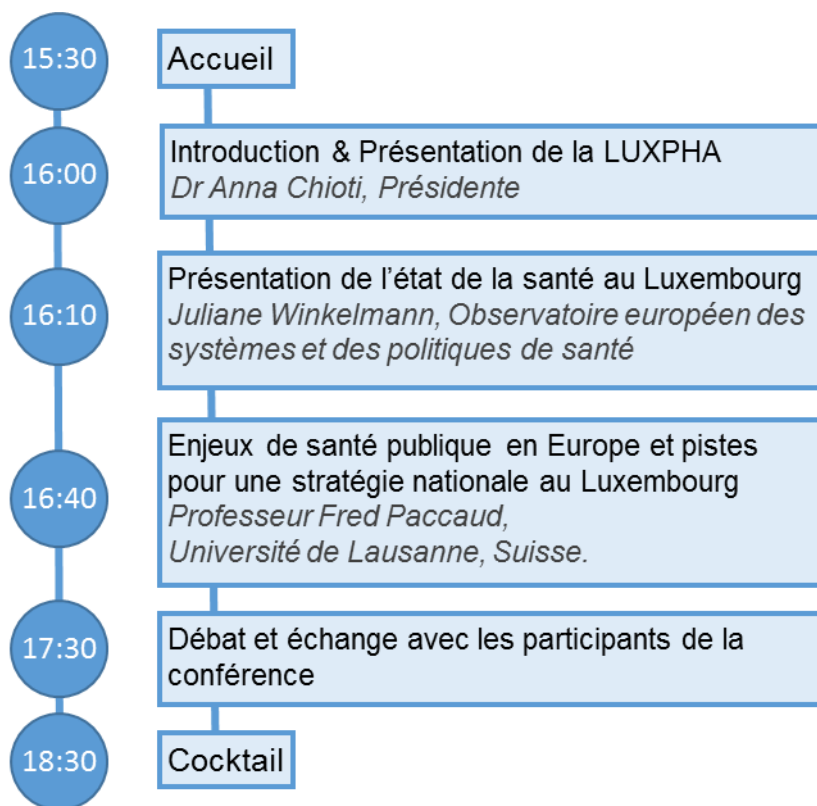 15:30
Accueil
16:00
Introduction & Présentation de la LUXPHA
Dr Anna Chioti, Présidente
16:10
Présentation de l'état de la santé au Luxembourg
Juliane Winkelmann, Observatoire européen des
systèmes et des politiques de santé
16:40
Enjeux de santé publique en Europe et pistes
pour une stratégie nationale au Luxembourg
Professeur Fred Paccaud,
Université de Lausanne, Suisse.
17:30
Débat et échange avec les participants de la
conférence
18:30
Cocktail